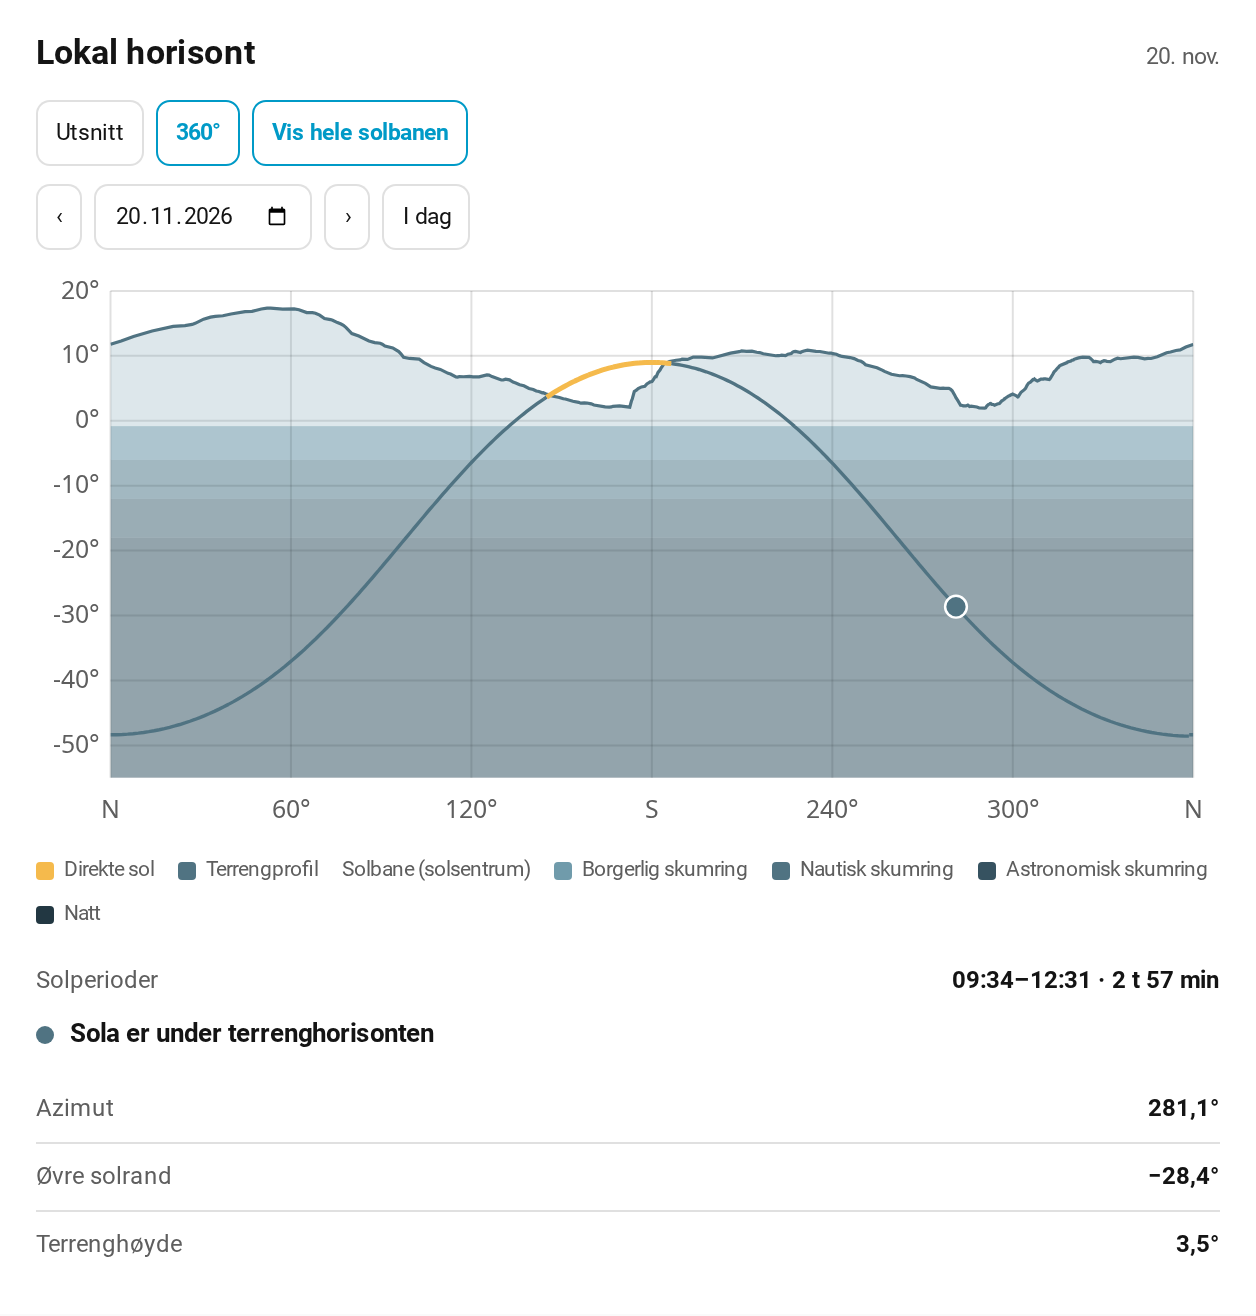 Lokal horisont
20. nov.
Utsnitt
360°
Vis hele solbanen
‹
20.11.2026
›
I dag
20°
10°
0°
-10°
-20°
-30°
-40°
-50°
N
60°
120°
S
240°
300°
N
Direkte sol
Terrengprofil
Solbane (solsentrum)
Borgerlig skumring
Nautisk skumring
Astronomisk skumring
Natt
Solperioder
09:34–12:31 · 2 t 57 min
Sola er under terrenghorisonten
Azimut
281,1°
Øvre solrand
−28,4°
Terrenghøyde
3,5°